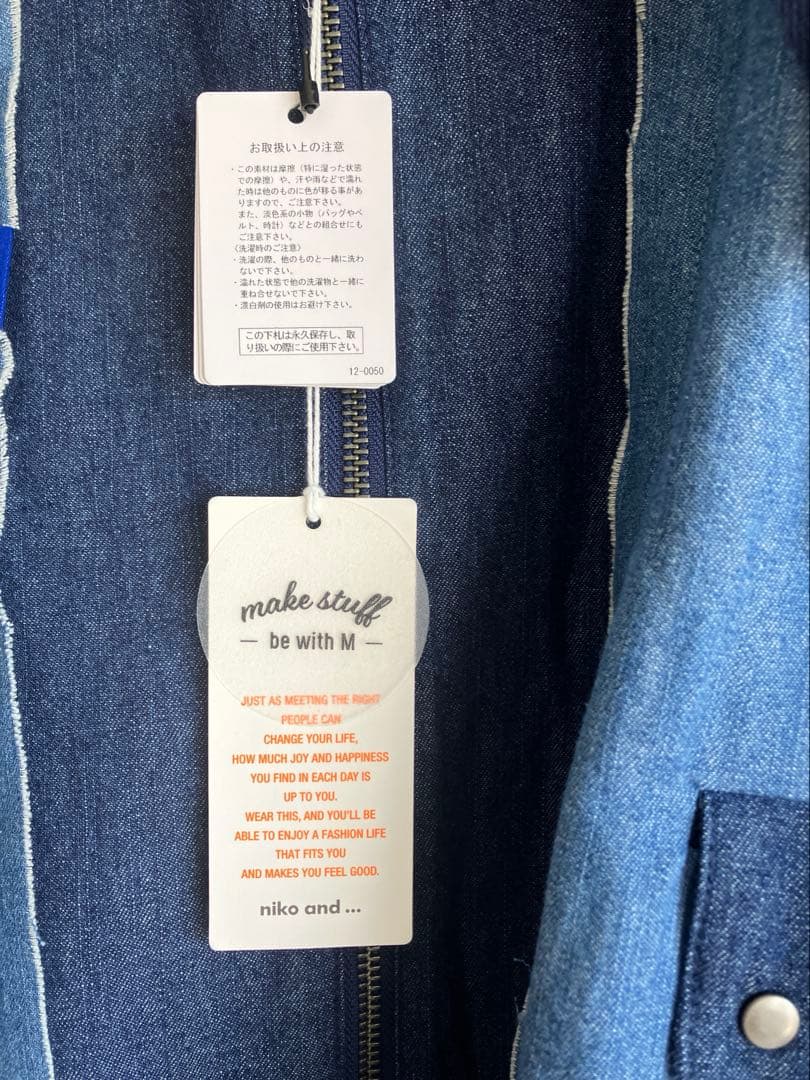 お取扱い上の注意
・この素材は摩擦（特に湿った状態
での摩擦）や、汗や雨などで濡れ
た時は他のものに色が移る事があ
りますので、ご注意下さい。
また、淡色系の小物（バッグやベ
ルト、時計）などとの組合せにも
ご注意下さい。
〈洗濯時のご注意〉
・洗濯の際、他のものと一緒に洗わ
ないで下さい。
・濡れた状態で他の洗濯物と一緒に
重ね合せないで下さい。
・漂白剤の使用はお避け下さい。
この下札は永久保存し、取
り扱いの際にご使用下さい。
12-0050
make stuff
— be with M —
JUST AS MEETING THE RIGHT
PEOPLE CAN
CHANGE YOUR LIFE,
HOW MUCH JOY AND HAPPINESS
YOU FIND IN EACH DAY IS
UP TO YOU.
WEAR THIS, AND YOU'LL BE
ABLE TO ENJOY A FASHION LIFE
THAT FITS YOU
AND MAKES YOU FEEL GOOD.
niko and ...